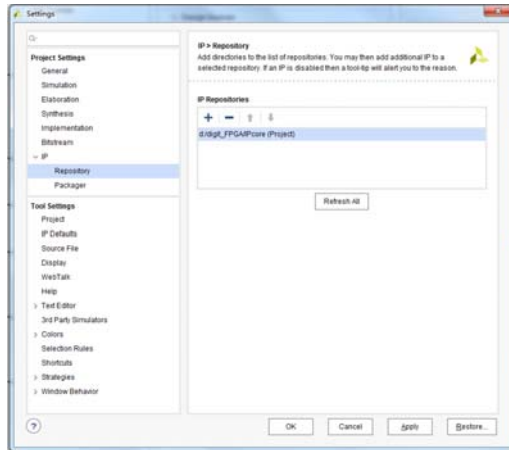 Settings
Q-
Project Settings
General
Simulation
Elaboration
Synthesis
Implementation
Bitstream
IP
Repository
Packager
Tool Settings
Project
IP Defaults
Source File
Display
WebTalk
Help
Text Editor
3rd Party Simulators
Colors
Selection Rules
Shortcuts
Strategies
Window Behavior
IP > Repository
Add directories to the list of repositories. You may then add additional IP to a
selected repository. If an IP is disabled then a tool-tip will alert you to the reason.
IP Repositories
d:/digit_FPGA/IPcore (Project)
Refresh All
?
OK
Cancel
Apply
Restore...